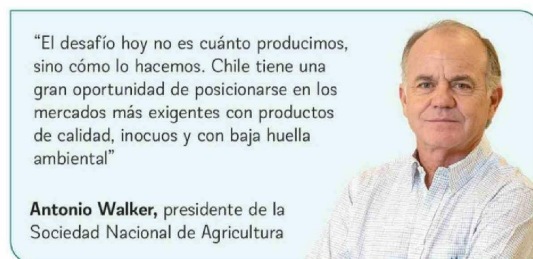 “El desafío hoy no es cuánto producimos,
sino cómo lo hacemos. Chile tiene una
gran oportunidad de posicionarse en los
mercados más exigentes con productos
de calidad, inocuos y con baja huella
ambiental”
Antonio Walker, presidente de la
Sociedad Nacional de Agricultura